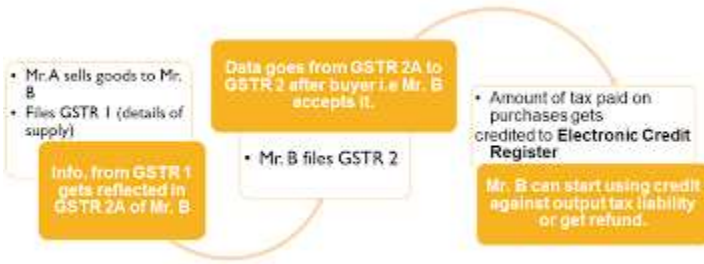 • Mr. A sells goods to Mr.
B
• Files GSTR 1 (details of
supply)
Info. from GSTR 1
gets reflected in
GSTR 2A of Mr. B
Data goes from GSTR 2A to
GSTR 2 after buyer i.e Mr. B
accepts it.
• Mr. B files GSTR 2
• Amount of tax paid on
purchases gets
credited to Electronic Credit
Register
Mr. B can start using credit
against output tax liability
or get refund.